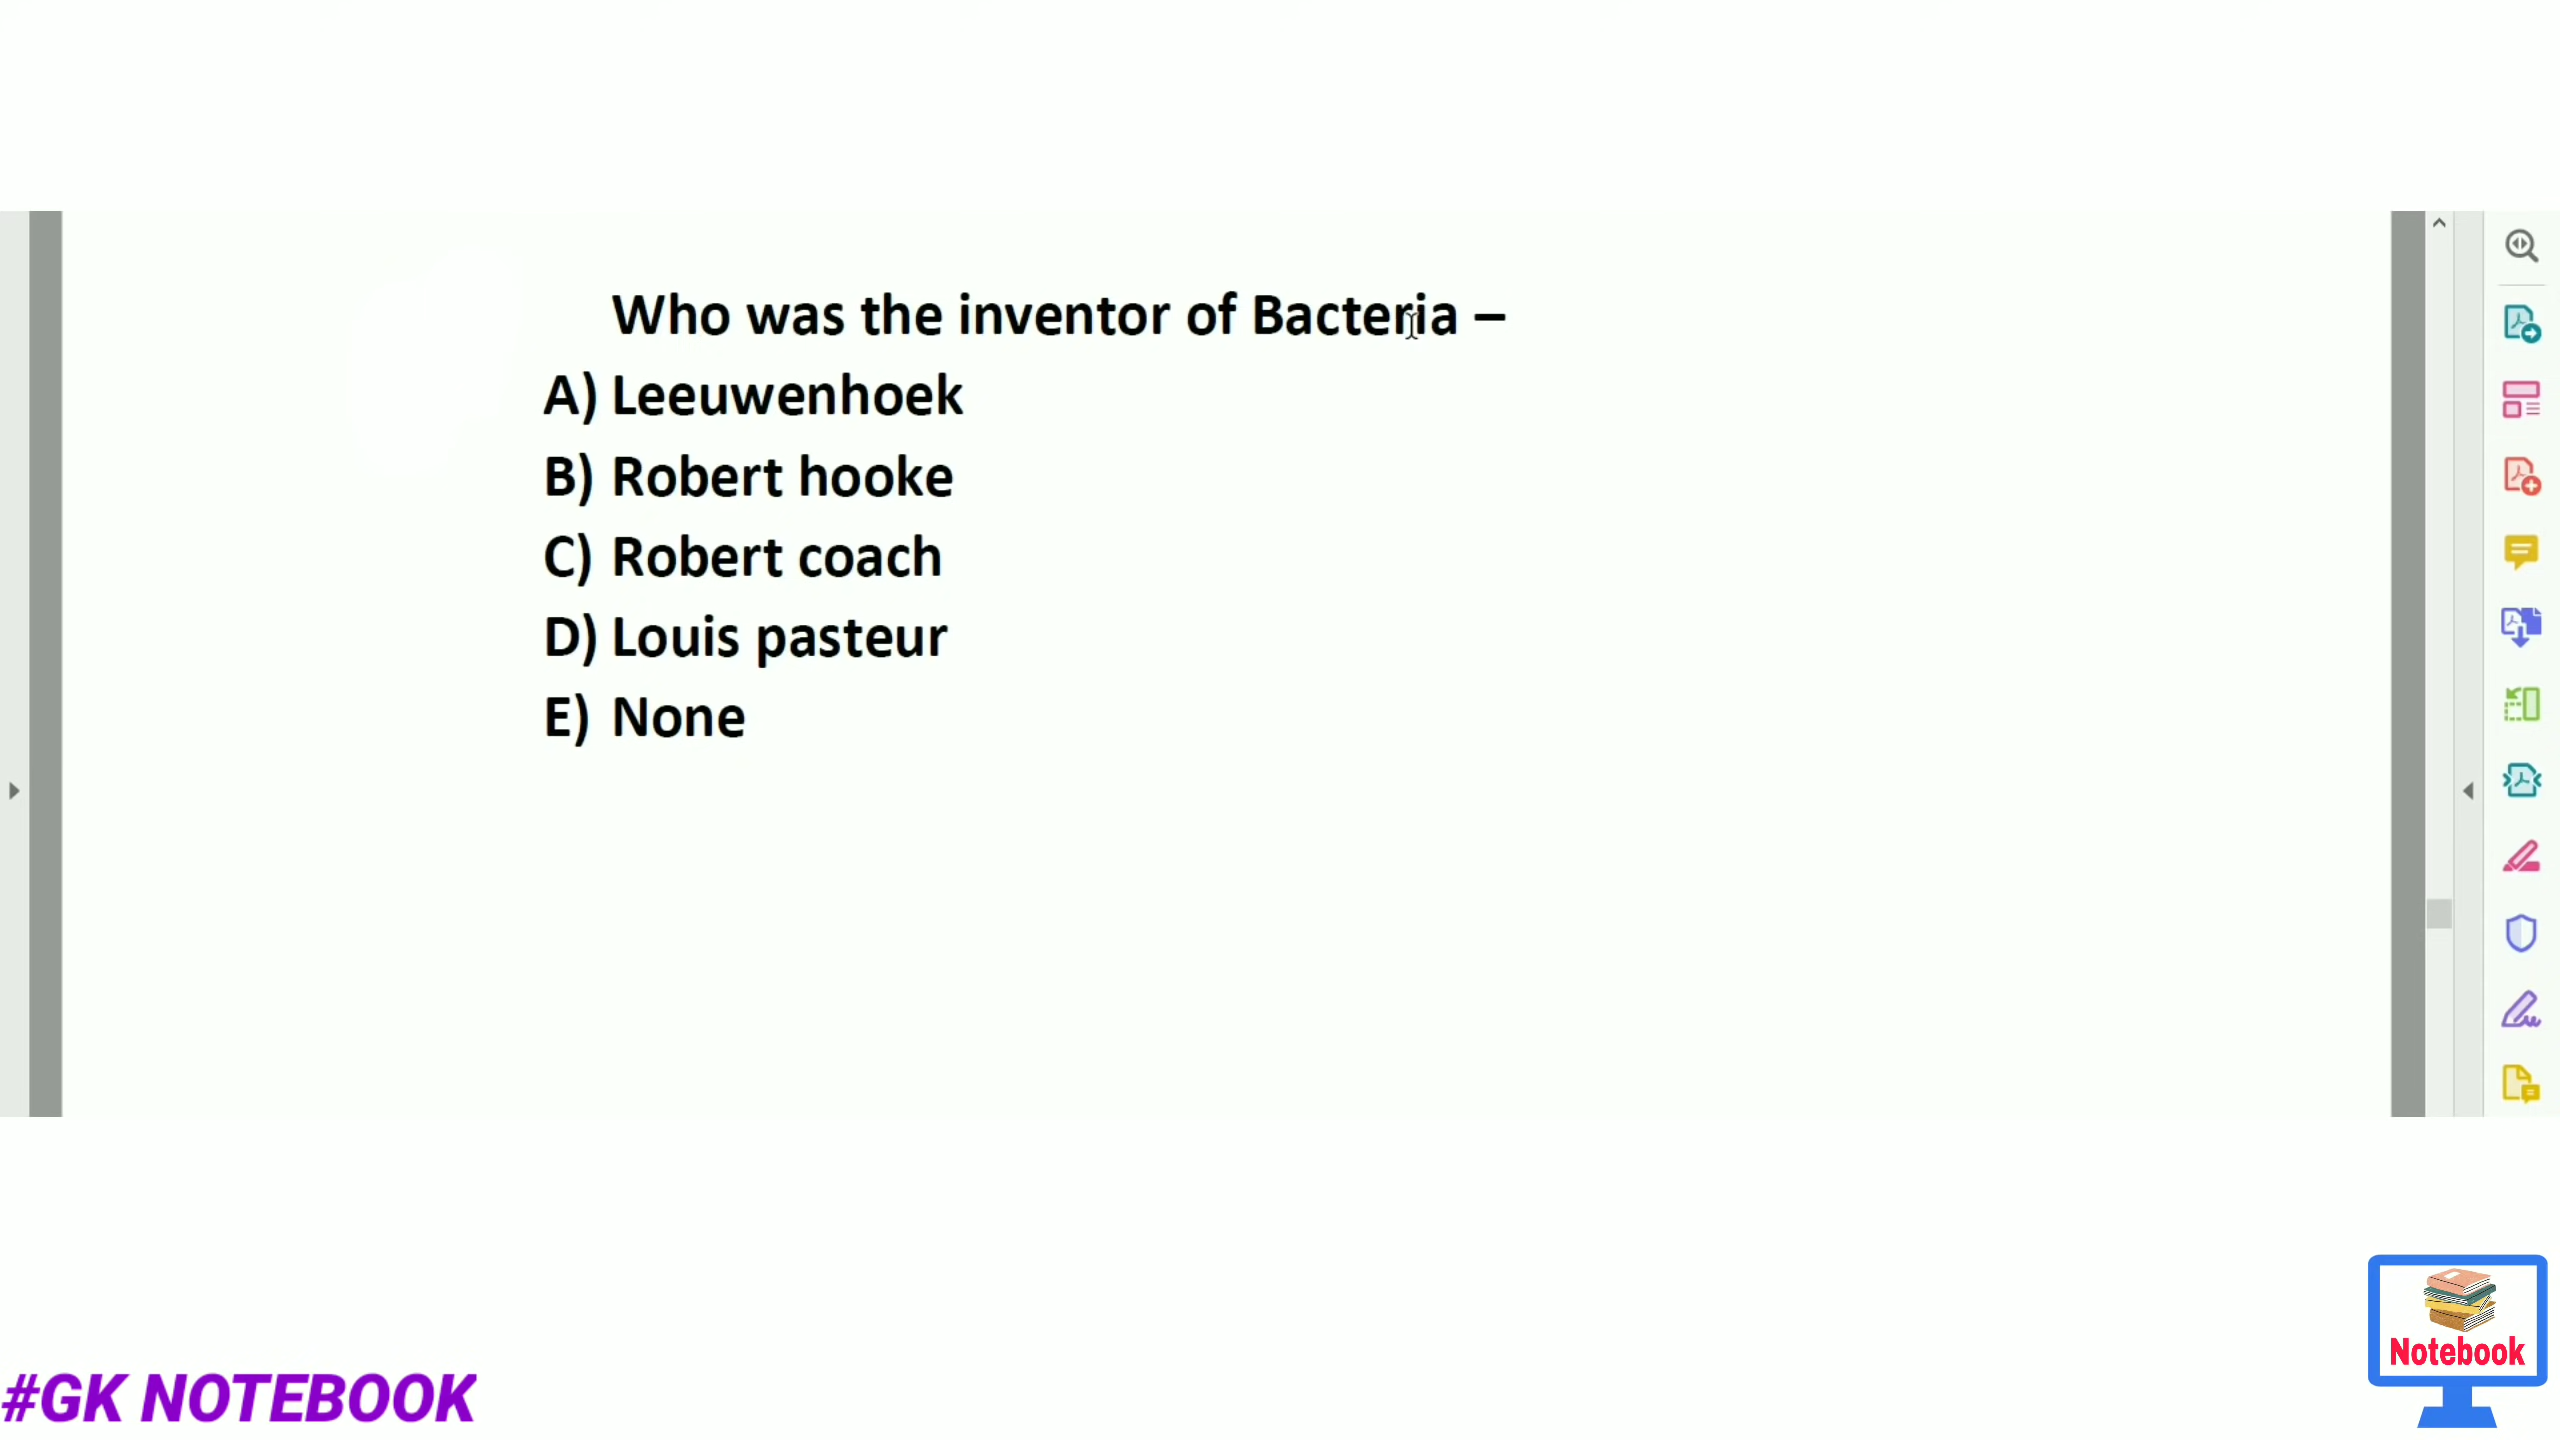 Who was the inventor of Bacteria –
A) Leeuwenhoek
B) Robert hooke
C) Robert coach
D) Louis pasteur
E) None
Notebook
#GK NOTEBOOK